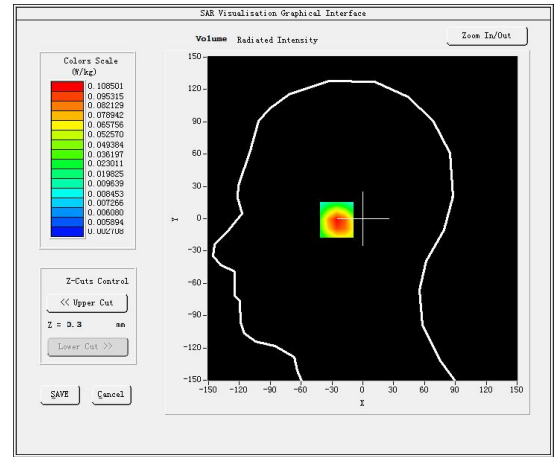 SAR Visualisation Graphical Interface
Volume Radiated Intensity
Zoom In/Out
Colors Scale
(W/kg)
0.108501
0.095315
0.082129
0.078942
0.065756
0.052570
0.049384
0.036197
0.023011
0.019825
0.009639
0.008453
0.007266
0.006080
0.005894
0.002708
Z-Cuts Control
<< Upper Cut
Z = 0.3 mm
Lower Cut >>
SAVE Cancel
150
120
90
60
30
0
-30
-60
-90
-120
-150
Y
-150 -120 -90 -60 -30 0 30 60 90 120 150
X